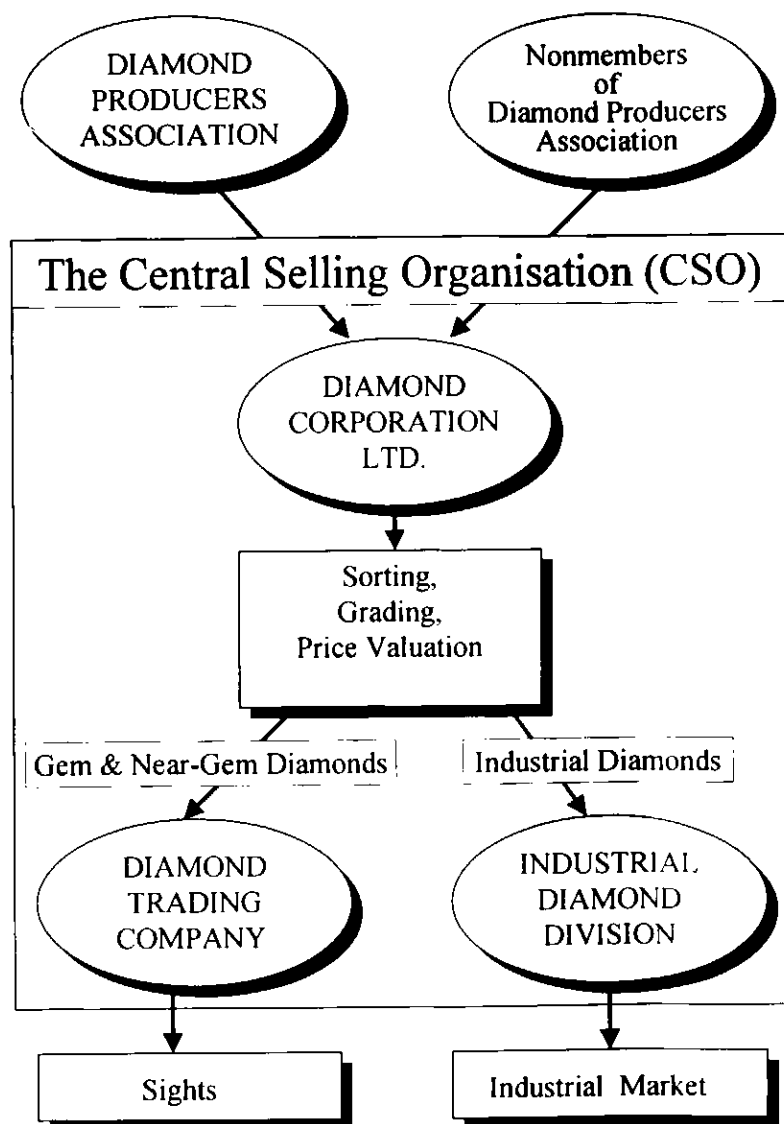 DIAMOND
PRODUCERS
ASSOCIATION
Nonmembers
of
Diamond Producers
Association
The Central Selling Organisation (CSO)
DIAMOND
CORPORATION
LTD.
Sorting,
Grading,
Price Valuation
Gem & Near-Gem Diamonds
Industrial Diamonds
DIAMOND
TRADING
COMPANY
INDUSTRIAL
DIAMOND
DIVISION
Sights
Industrial Market